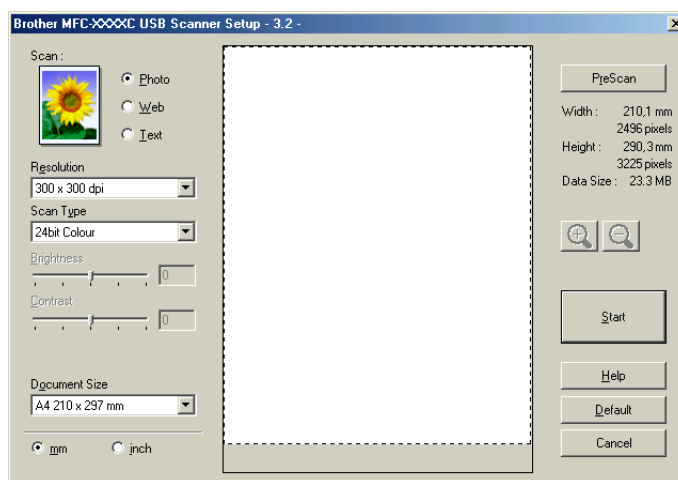 Brother MFC-XXXXC USB Scanner Setup - 3.2 -
Scan :
Photo
Web
Text
Resolution
300 x 300 dpi
Scan Type
24bit Colour
Brightness
0
Contrast
0
Document Size
A4 210 x 297 mm
mm
inch
PreScan
Width : 210,1 mm
2496 pixels
Height : 290,3 mm
3225 pixels
Data Size : 23.3 MB
Start
Help
Default
Cancel